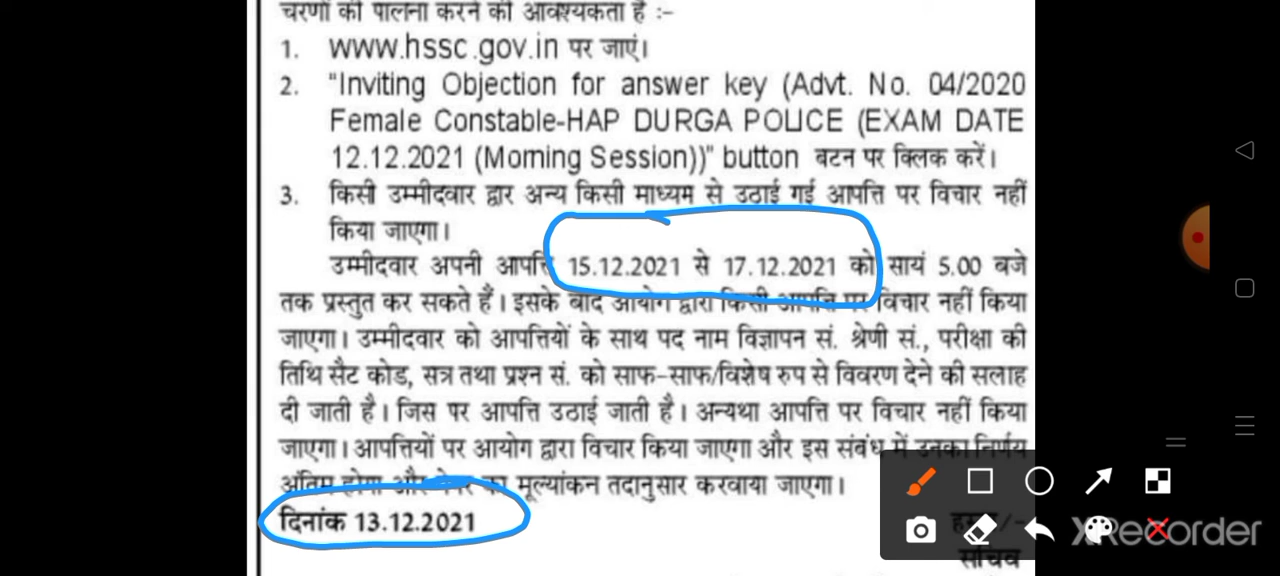 चरणों की पालना करने की आवश्यकता है :-
1. www.hssc.gov.in पर जाएं।
2. "Inviting Objection for answer key (Advt. No. 04/2020
Female Constable-HAP DURGA POLICE (EXAM DATE
12.12.2021 (Morning Session))" button बटन पर क्लिक करें।
3. किसी उम्मीदवार द्वार अन्य किसी माध्यम से उठाई गई आपत्ति पर विचार नहीं
किया जाएगा।
उम्मीदवार अपनी आपत्ति 15.12.2021 से 17.12.2021 को सायं 5.00 बजे
तक प्रस्तुत कर सकते हैं। इसके बाद आयोग द्वारा किसी आपत्ति पर विचार नहीं किया
जाएगा। उम्मीदवार को आपत्तियों के साथ पद नाम विज्ञापन सं. श्रेणी सं., परीक्षा की
तिथि सैट कोड, सत्र तथा प्रश्न सं. को साफ-साफ/विशेष रुप से विवरण देने की सलाह
दी जाती है। जिस पर आपत्ति उठाई जाती है। अन्यथा आपत्ति पर विचार नहीं किया
जाएगा। आपत्तियों पर आयोग द्वारा विचार किया जाएगा और इस संबंध में उनका निर्णय
अंतिम होगा और पेपर का मूल्यांकन तदानुसार करवाया जाएगा।
दिनांक 13.12.2021
XRecorder
सचिव